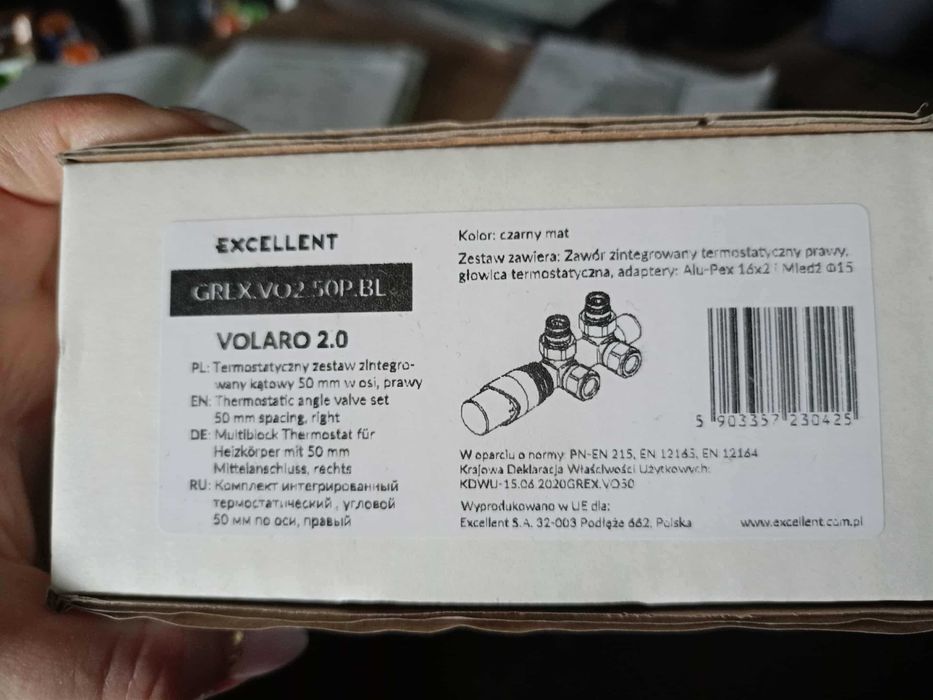 EXCELLENT
GREX.VO2.50P.BL
VOLARO 2.0
PL: Termostatyczny zestaw zintegro-
wany kątowy 50 mm w osi, prawy
EN: Thermostatic angle valve set
50 mm spacing, right
DE: Multiblock Thermostat für
Heizkörper mit 50 mm
Mittelanschluss, rechts
RU: Комплект интегрированный
термостатический , угловой
50 мм по оси, правый
Kolor: czarny mat
Zestaw zawiera: Zawór zintegrowany termostatyczny prawy,
głowica termostatyczna, adaptery: Alu-Pex 16x2 i Miedź Φ15
5 903357 230425
W oparciu o normy: PN-EN 215, EN 12165, EN 12164
Krajowa Deklaracja Właściwości Użytkowych:
KDWU-15.06.2020GREX.VO50
Wyprodukowano w UE dla:
Excellent S.A. 32-003 Podłęże 662, Polska
www.excellent.com.pl